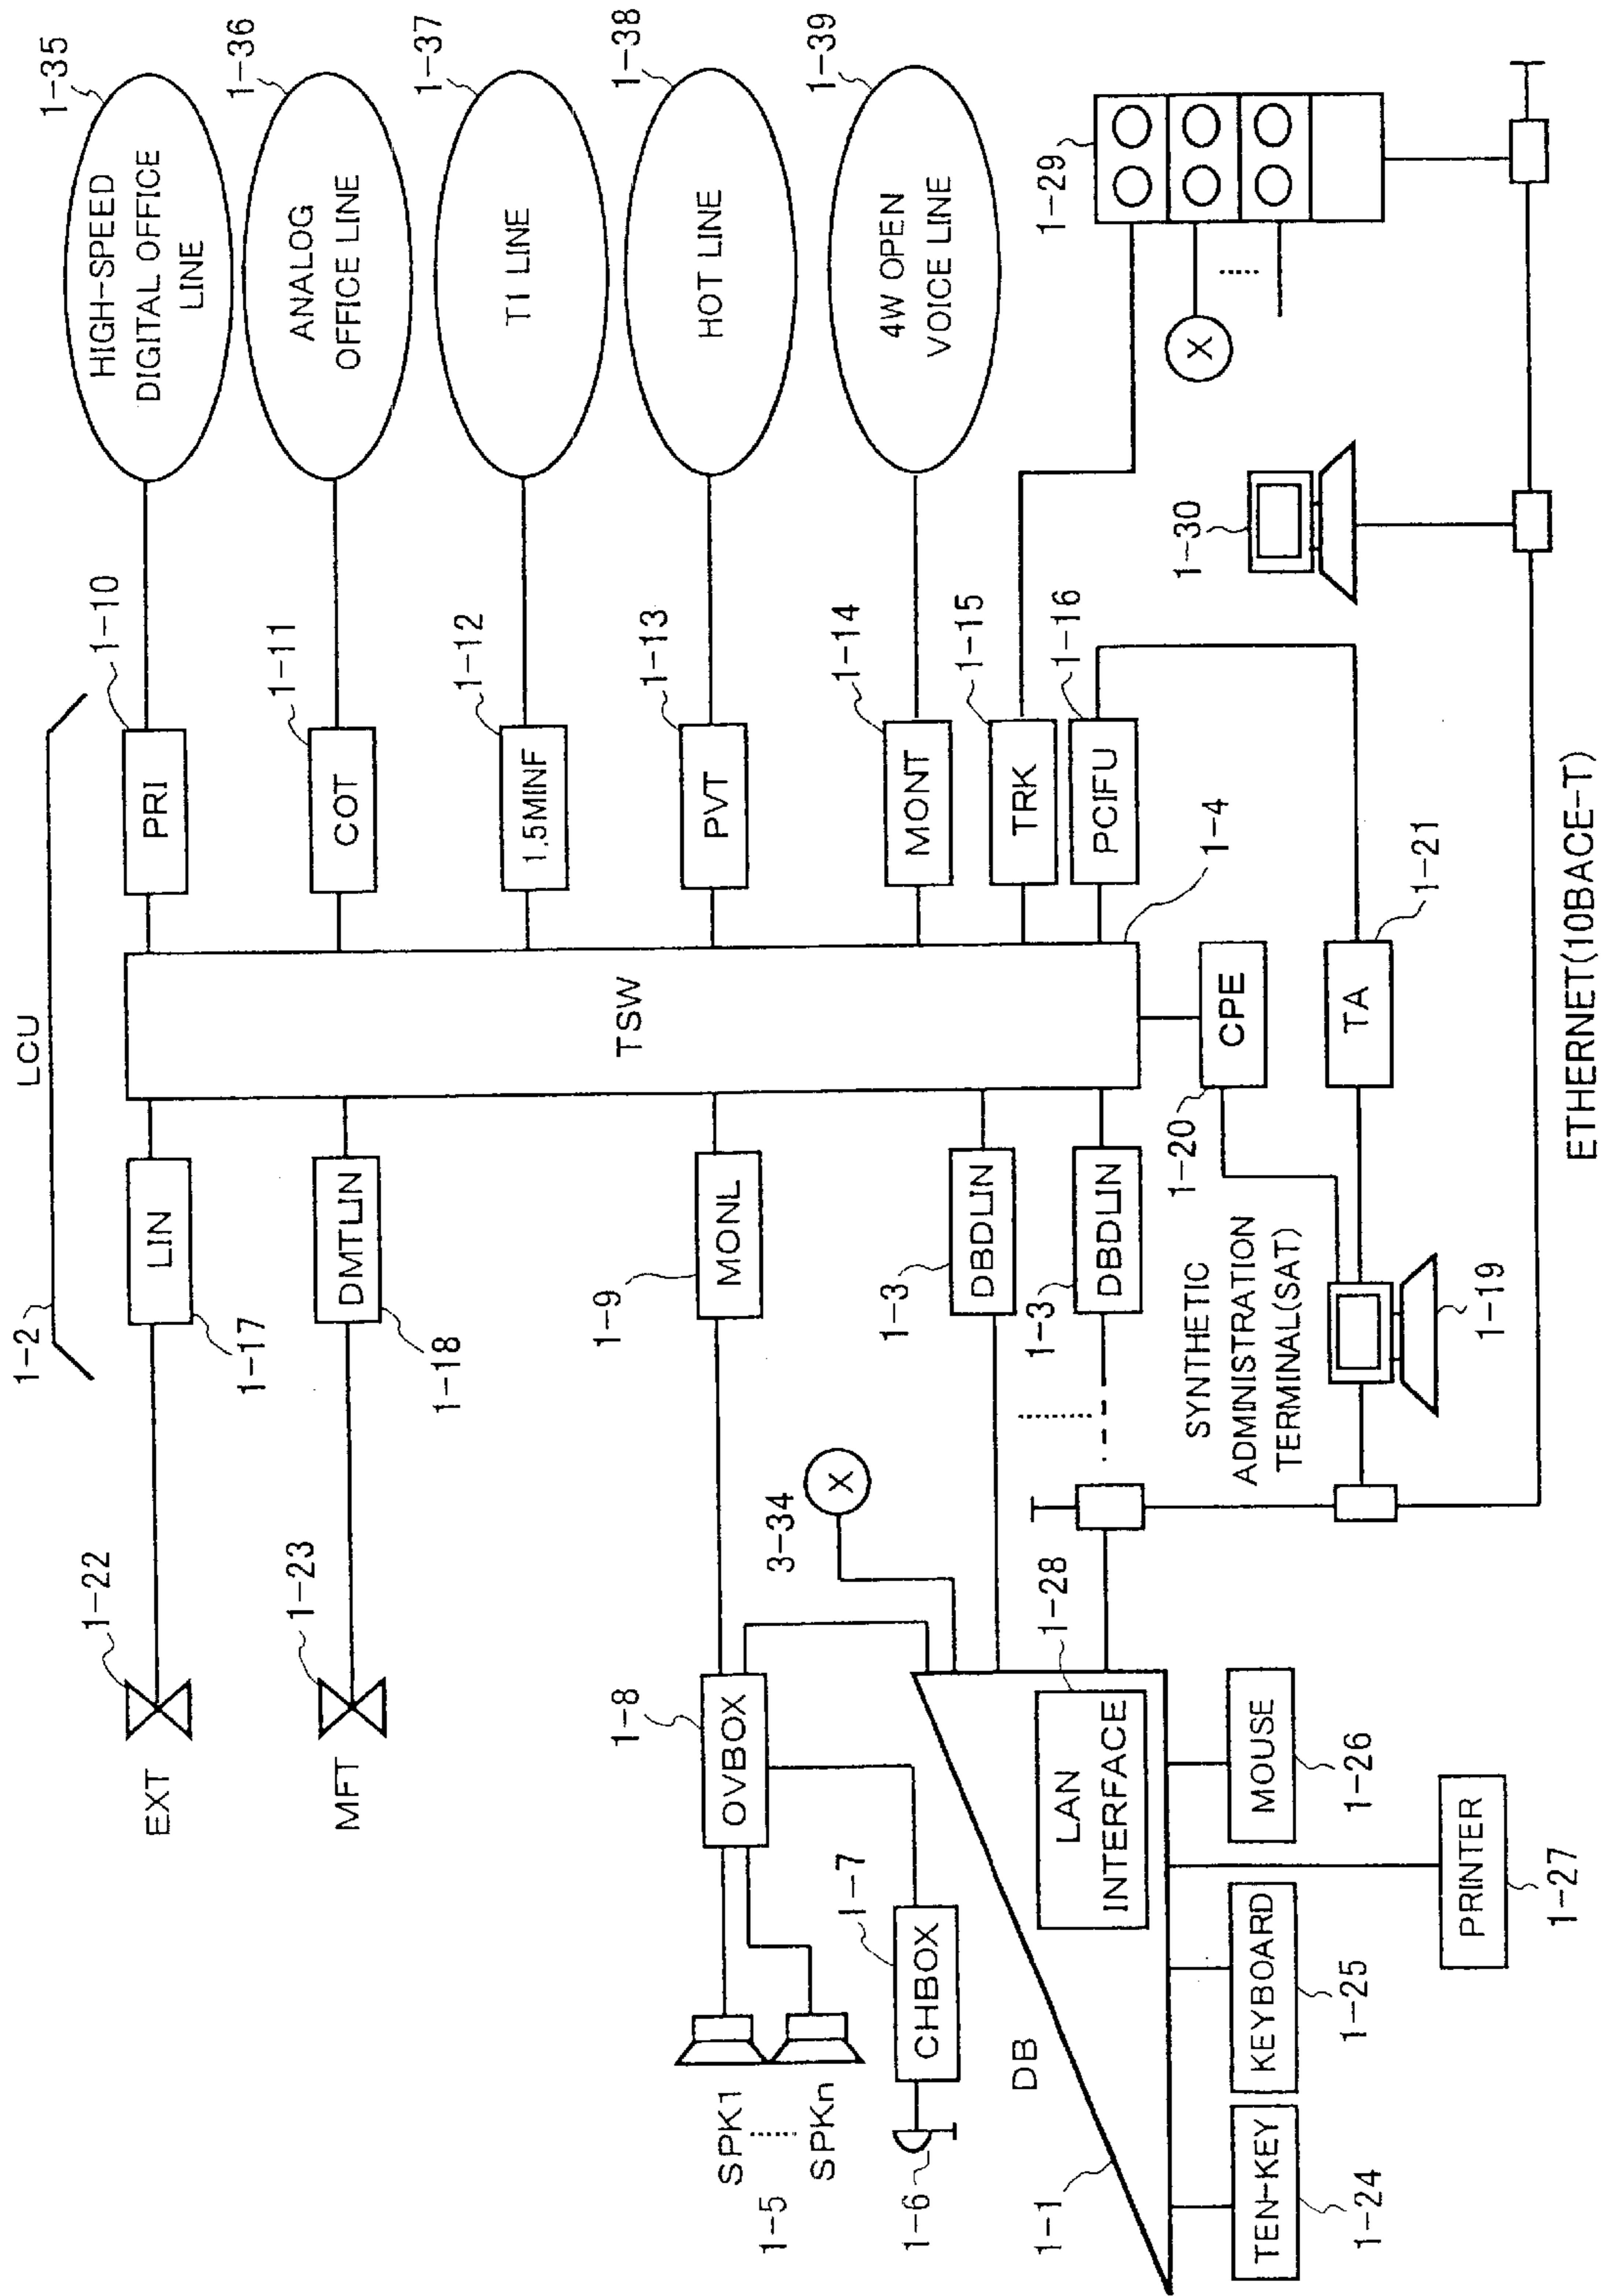 LCU
1-2
1-35
HIGH-SPEED
DIGITAL OFFICE
LINE
1-36
ANALOG
OFFICE LINE
1-37
T1 LINE
1-38
HOT LINE
1-39
4W OPEN
VOICE LINE
1-10
PRI
1-11
COT
1-12
1.5MINF
1-13
PVT
1-14
MONT
1-15
TRK
1-16
PCIFU
1-4
TSW
LIN
1-17
DMTLIN
1-18
MONL
1-9
DBDLIN
1-3
DBDLIN
1-3
CPE
1-20
TA
1-21
1-29
X
1-30
SYNTHETIC
ADMINISTRATION
TERMINAL(SAT)
1-19
ETHERNET(10BACE-T)
1-22
EXT
1-23
MFT
3-34
X
1-8
OVBOX
1-7
CHBOX
SPK1
SPKn
1-5
1-6
DB
1-1
1-28
LAN
INTERFACE
TEN-KEY
1-24
KEYBOARD
1-25
MOUSE
1-26
PRINTER
1-27